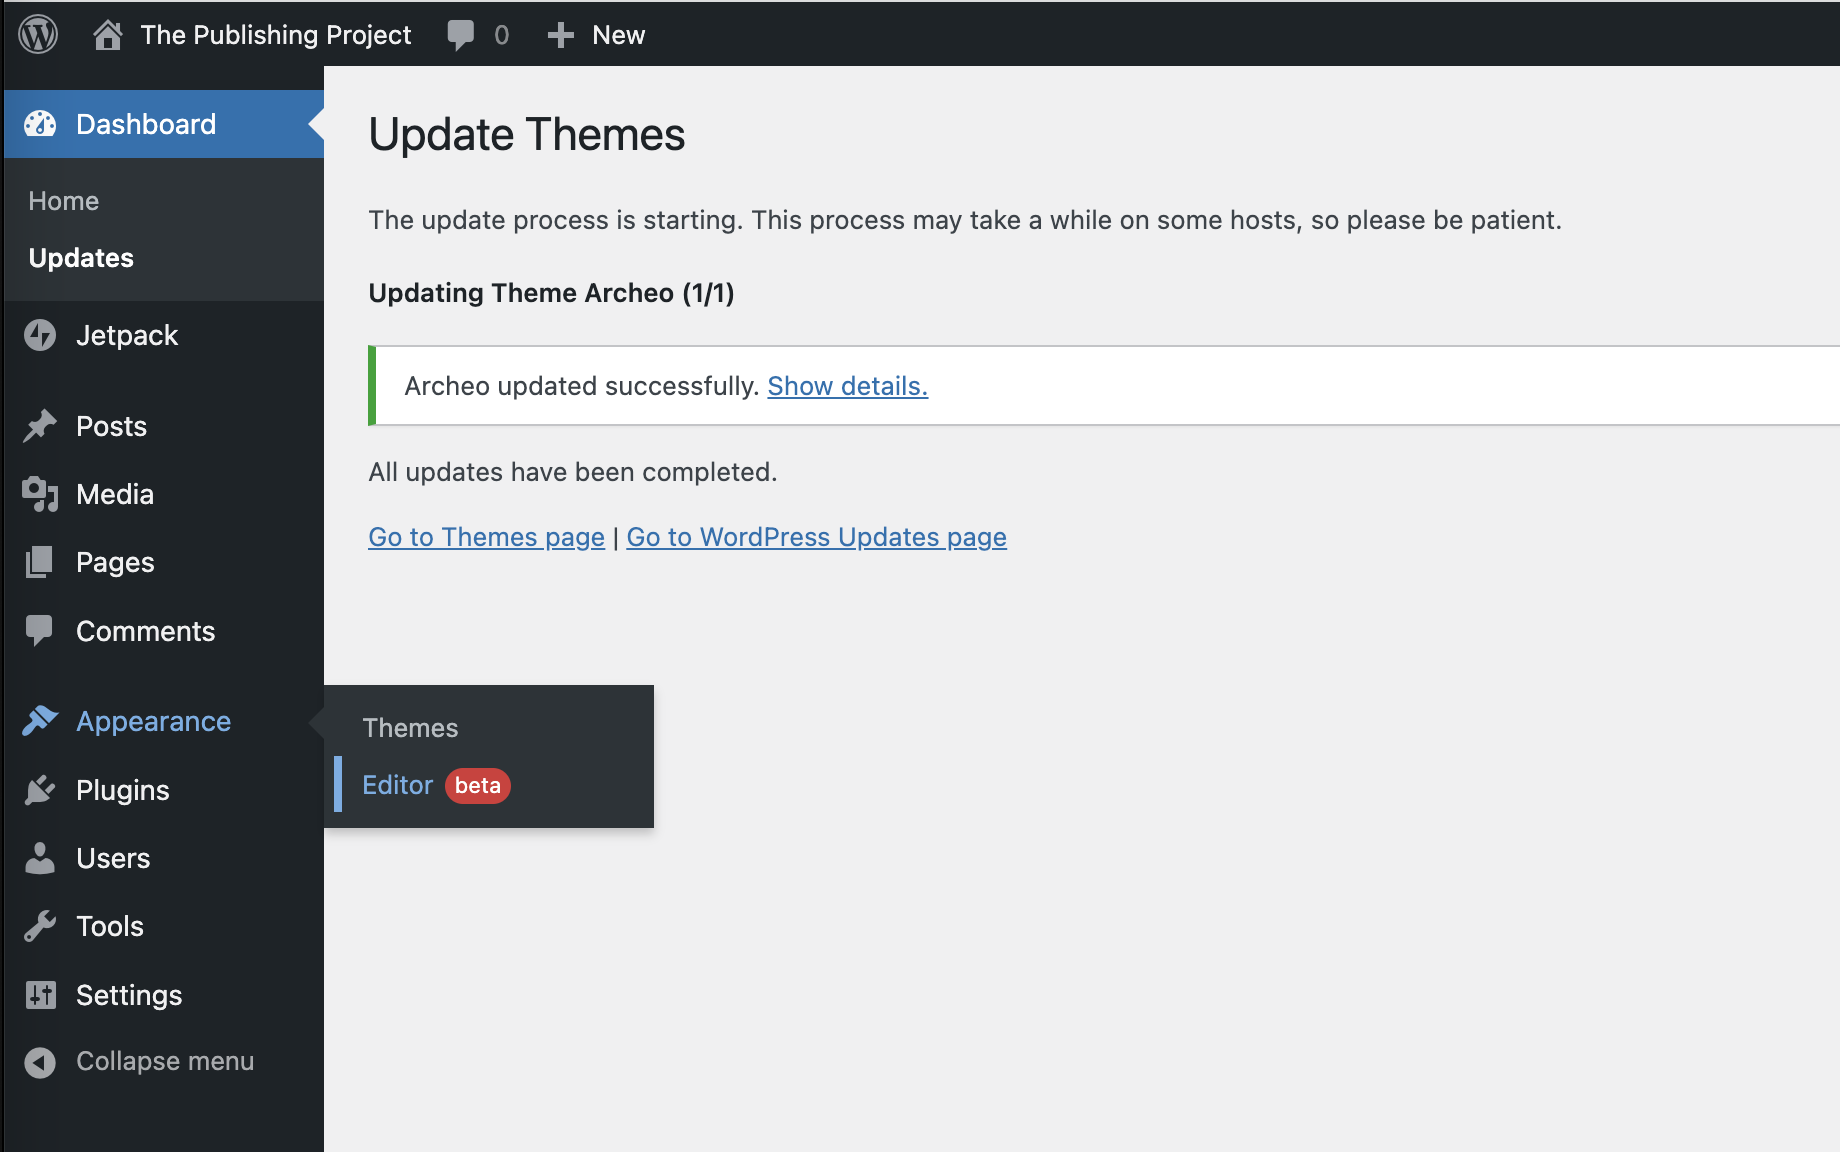 The Publishing Project 0 New
Dashboard
Home
Updates
Jetpack
Posts
Media
Pages
Comments
Appearance
Themes
Editor beta
Plugins
Users
Tools
Settings
Collapse menu
Update Themes
The update process is starting. This process may take a while on some hosts, so please be patient.
Updating Theme Archeo (1/1)
Archeo updated successfully. Show details.
All updates have been completed.
Go to Themes page | Go to WordPress Updates page